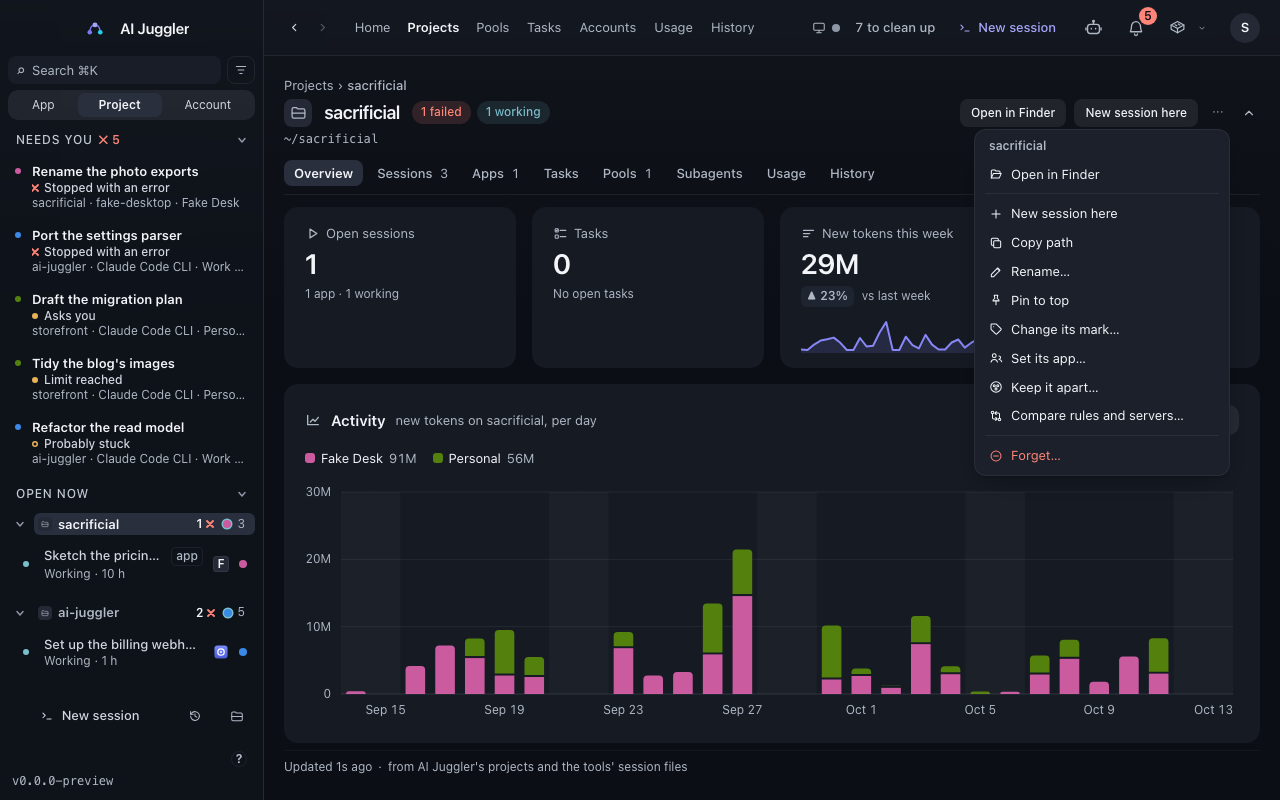 AI Juggler
Search ⌘K
App Project Account
NEEDS YOU 5
Rename the photo exports
Stopped with an error
sacrificial · fake-desktop · Fake Desk
Port the settings parser
Stopped with an error
ai-juggler · Claude Code CLI · Work ...
Draft the migration plan
Asks you
storefront · Claude Code CLI · Perso...
Tidy the blog's images
Limit reached
storefront · Claude Code CLI · Perso...
Refactor the read model
Probably stuck
ai-juggler · Claude Code CLI · Work ...
OPEN NOW
sacrificial 1 3
Sketch the pricin... app F
Working · 10 h
ai-juggler 2 5
Set up the billing webh...
Working · 1 h
New session
?
v0.0.0-preview
Home Projects Pools Tasks Accounts Usage History 7 to clean up New session 5 S
Projects › sacrificial
sacrificial 1 failed 1 working Open in Finder New session here ...
~/sacrificial
Overview Sessions 3 Apps 1 Tasks Pools 1 Subagents Usage History
Open sessions
1
1 app · 1 working
Tasks
0
No open tasks
New tokens this week
29M
▲ 23% vs last week
sacrificial
Open in Finder
New session here
Copy path
Rename...
Pin to top
Change its mark...
Set its app...
Keep it apart...
Compare rules and servers...
Forget...
Activity new tokens on sacrificial, per day
Fake Desk 91M Personal 56M
30M
20M
10M
0
Sep 15 Sep 19 Sep 23 Sep 27 Oct 1 Oct 5 Oct 9 Oct 13
Updated 1s ago · from AI Juggler's projects and the tools' session files